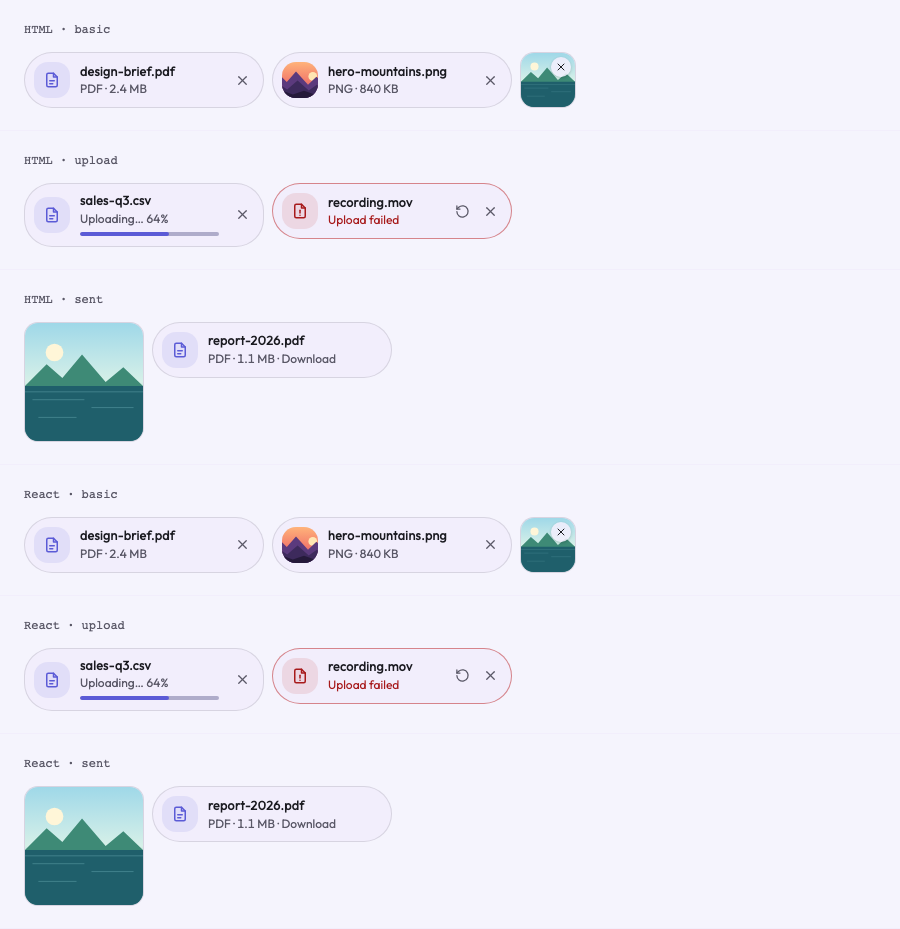 HTML · basic
design-brief.pdf
PDF · 2.4 MB
hero-mountains.png
PNG · 840 KB
HTML · upload
sales-q3.csv
Uploading… 64%
recording.mov
Upload failed
HTML · sent
report-2026.pdf
PDF · 1.1 MB · Download
React · basic
design-brief.pdf
PDF · 2.4 MB
hero-mountains.png
PNG · 840 KB
React · upload
sales-q3.csv
Uploading… 64%
recording.mov
Upload failed
React · sent
report-2026.pdf
PDF · 1.1 MB · Download